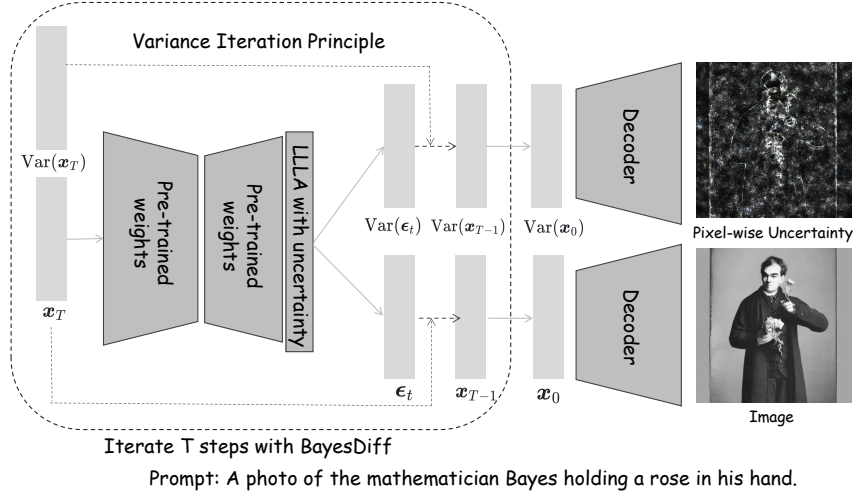 Variance Iteration Principle
Var(x_T)
Pre-trained
weights
Pre-trained
weights
LLLA with uncertainty
Var(ϵ_t)
Var(x_{T−1})
Var(x_0)
Decoder
Pixel-wise Uncertainty
x_T
ϵ_t
x_{T−1}
x_0
Decoder
Image
Iterate T steps with BayesDiff
Prompt: A photo of the mathematician Bayes holding a rose in his hand.